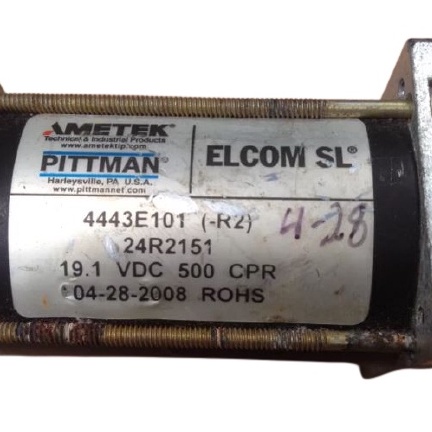 AMETEK®
Technical & Industrial Products
www.ametektip.com
PITTMAN®
Harleysville, PA U.S.A.
www.pittmannet.com
ELCOM SL®
4443E101 (-R2)
4-28
24R2151
19.1 VDC 500 CPR
04-28-2008 ROHS